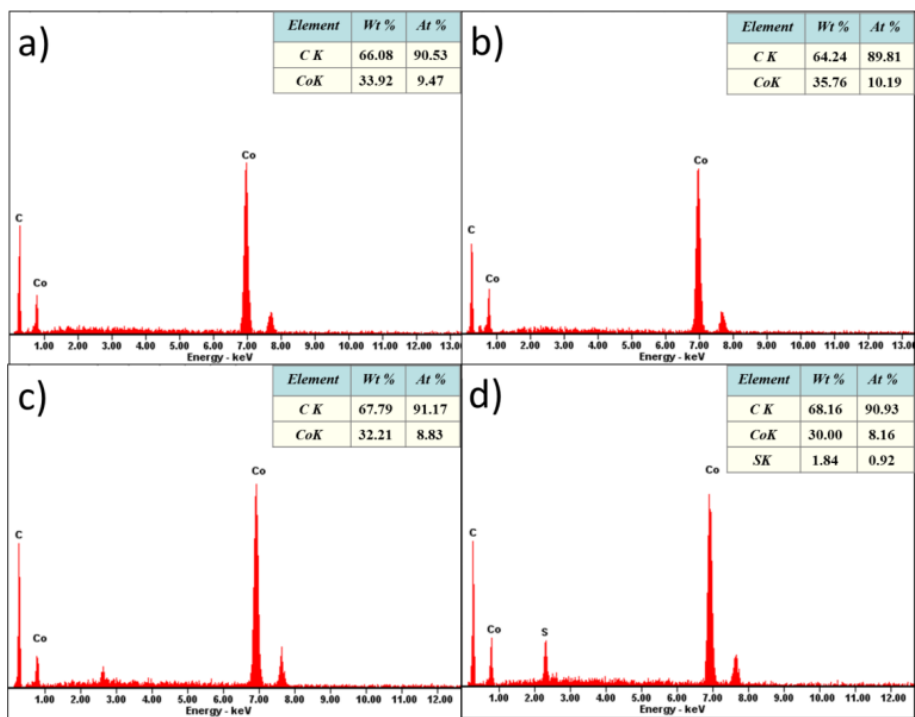 a)
Element Wt % At %
C K 66.08 90.53
CoK 33.92 9.47
Co
C
Co
1.00 2.00 3.00 4.00 5.00 6.00 7.00 8.00 9.00 10.00 11.00 12.00 13.00
Energy - keV
b)
Element Wt % At %
C K 64.24 89.81
CoK 35.76 10.19
Co
C
Co
1.00 2.00 3.00 4.00 5.00 6.00 7.00 8.00 9.00 10.00 11.00 12.00 13.00
Energy - keV
c)
Element Wt % At %
C K 67.79 91.17
CoK 32.21 8.83
Co
C
Co
1.00 2.00 3.00 4.00 5.00 6.00 7.00 8.00 9.00 10.00 11.00 12.00 13.00
Energy - keV
d)
Element Wt % At %
C K 68.16 90.93
CoK 30.00 8.16
SK 1.84 0.92
Co
C
Co
S
1.00 2.00 3.00 4.00 5.00 6.00 7.00 8.00 9.00 10.00 11.00 12.00 13.00
Energy - keV